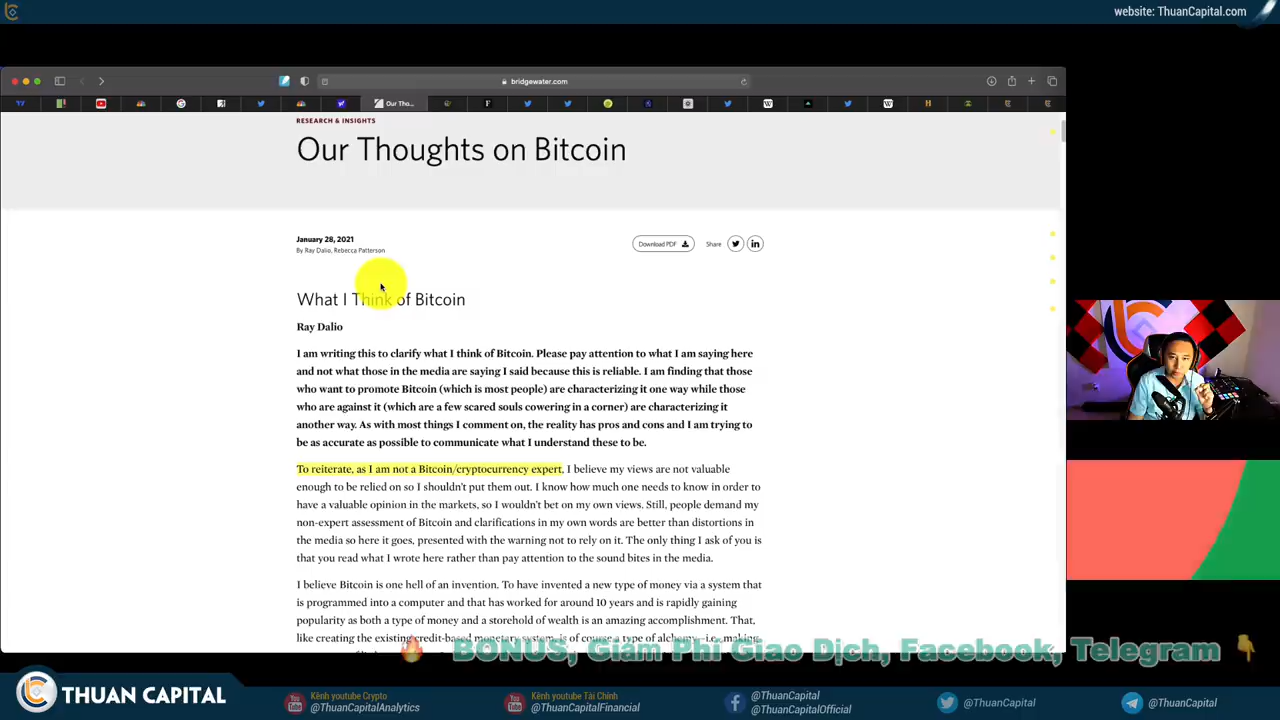 website: ThuanCapital.com
bridgewater.com
Our Tho...
RESEARCH & INSIGHTS
Our Thoughts on Bitcoin
January 28, 2021
By Ray Dalio, Rebecca Patterson
Download PDF
Share
What I Think of Bitcoin
Ray Dalio
I am writing this to clarify what I think of Bitcoin. Please pay attention to what I am saying here
and not what those in the media are saying I said because this is reliable. I am finding that those
who want to promote Bitcoin (which is most people) are characterizing it one way while those
who are against it (which are a few scared souls cowering in a corner) are characterizing it
another way. As with most things I comment on, the reality has pros and cons and I am trying to
be as accurate as possible to communicate what I understand these to be.
To reiterate, as I am not a Bitcoin/cryptocurrency expert, I believe my views are not valuable
enough to be relied on so I shouldn't put them out. I know how much one needs to know in order to
have a valuable opinion in the markets, so I wouldn't bet on my own views. Still, people demand my
non-expert assessment of Bitcoin and clarifications in my own words are better than distortions in
the media so here it goes, presented with the warning not to rely on it. The only thing I ask of you is
that you read what I wrote here rather than pay attention to the sound bites in the media.
I believe Bitcoin is one hell of an invention. To have invented a new type of money via a system that
is programmed into a computer and that has worked for around 10 years and is rapidly gaining
popularity as both a type of money and a storehold of wealth is an amazing accomplishment. That,
like creating the existing credit-based monetary system, is of course a type of alchemy—i.e., making
BONUS, Giảm Phí Giao Dịch, Facebook, Telegram
THUAN CAPITAL
Kênh youtube Crypto
@ThuanCapitalAnalytics
Kênh youtube Tài Chính
@ThuanCapitalFinancial
@ThuanCapital
@ThuanCapitalOfficial
@ThuanCapital
@ThuanCapital